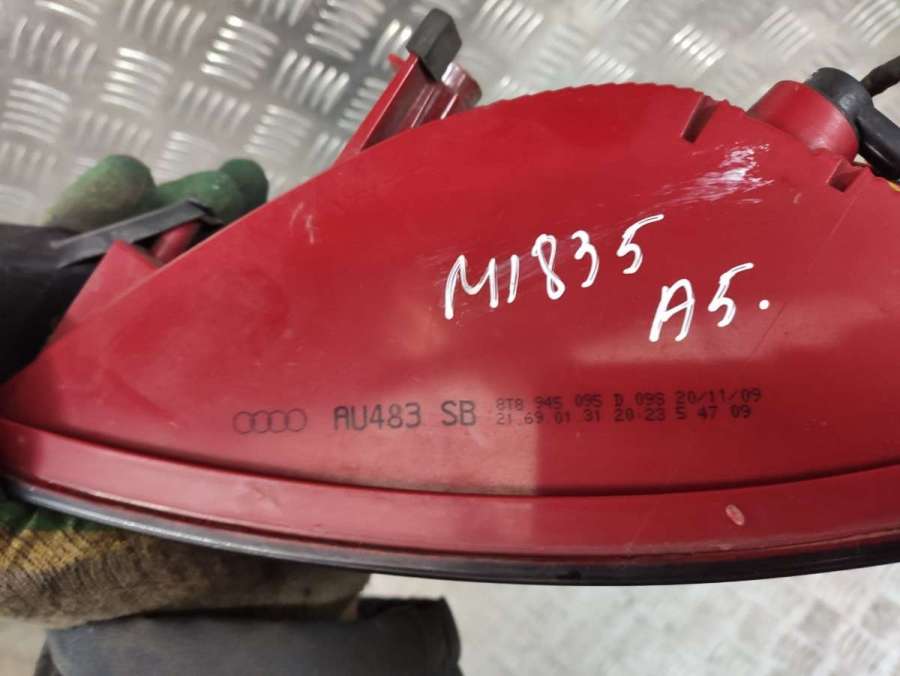 M1835
A5.
AU483 SB
8T8 945 095 D 09S 20/11/09
21.69 01 31 20 23 5 47 09